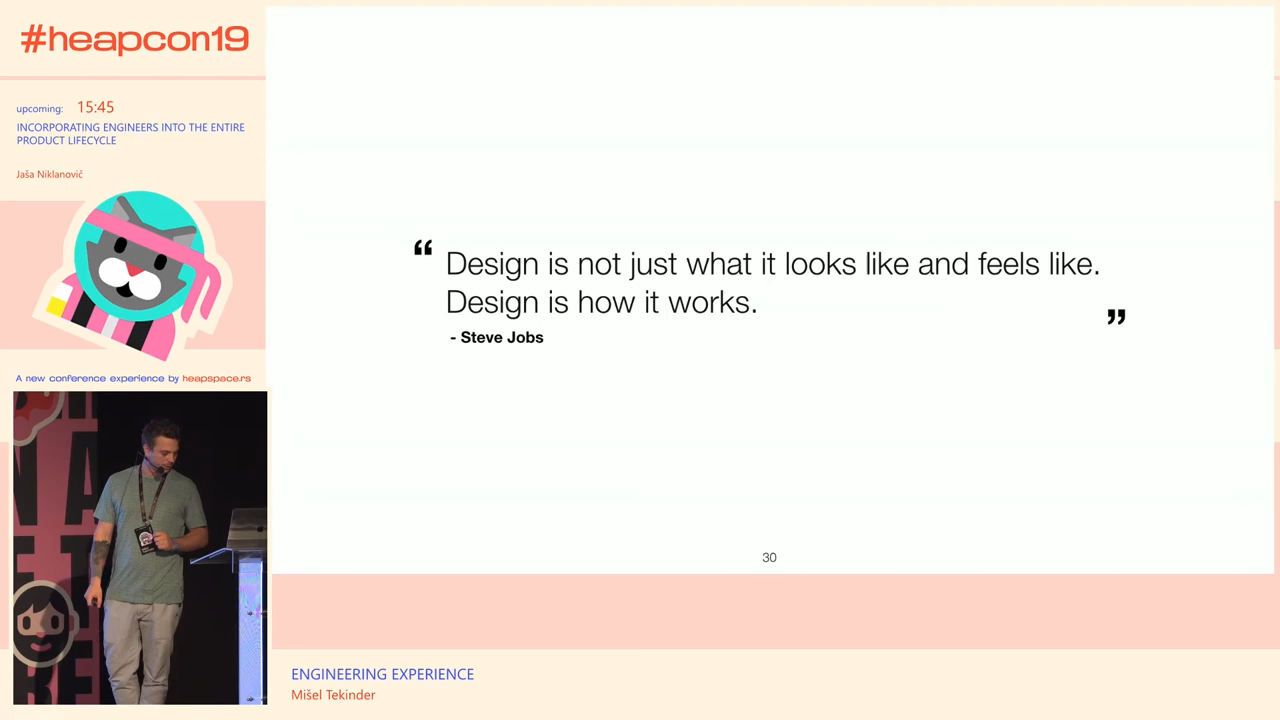 #heapcon19
upcoming: 15:45
INCORPORATING ENGINEERS INTO THE ENTIRE
PRODUCT LIFECYCLE
Jaša Niklanovič
A new conference experience by heapspace.rs
“ Design is not just what it looks like and feels like.
Design is how it works. ”
- Steve Jobs
30
ENGINEERING EXPERIENCE
Mišel Tekinder